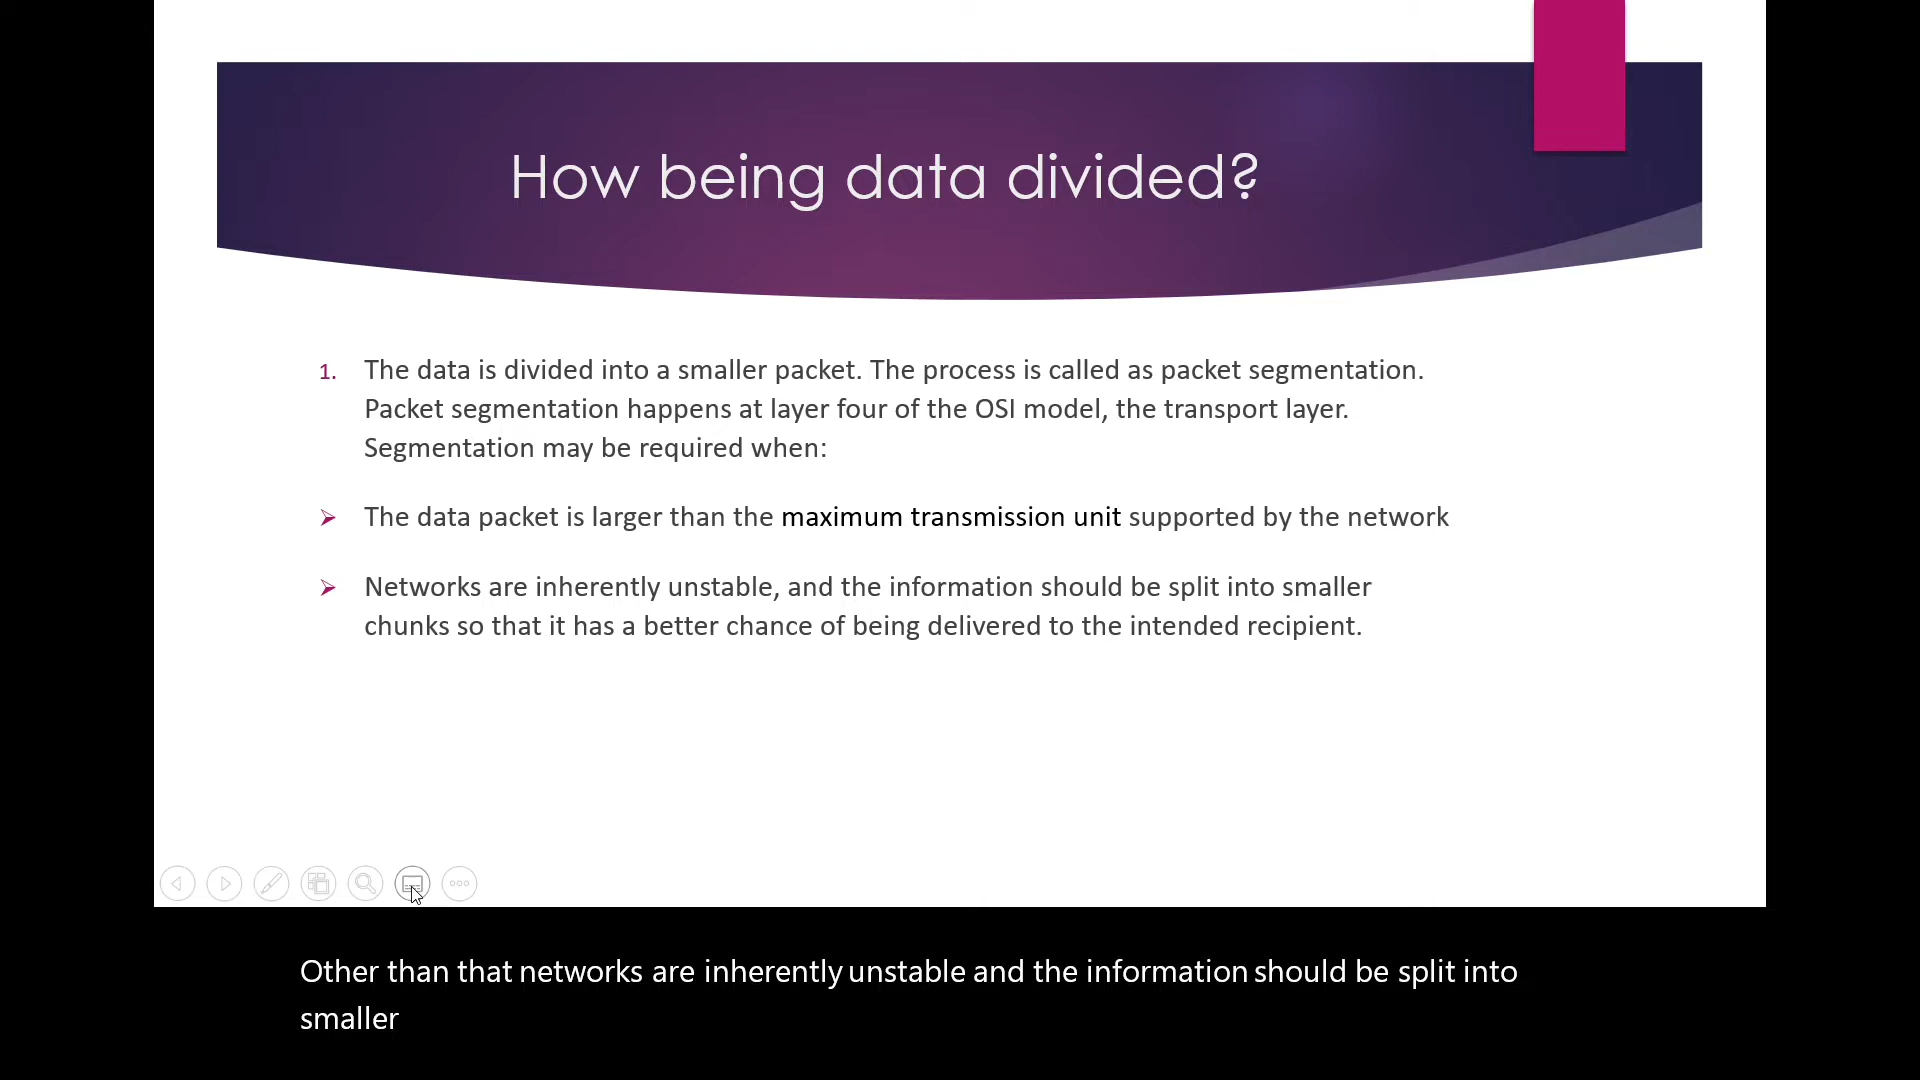 How being data divided?
1. The data is divided into a smaller packet. The process is called as packet segmentation.
Packet segmentation happens at layer four of the OSI model, the transport layer.
Segmentation may be required when:
➢ The data packet is larger than the maximum transmission unit supported by the network
➢ Networks are inherently unstable, and the information should be split into smaller
chunks so that it has a better chance of being delivered to the intended recipient.
Other than that networks are inherently unstable and the information should be split into
smaller